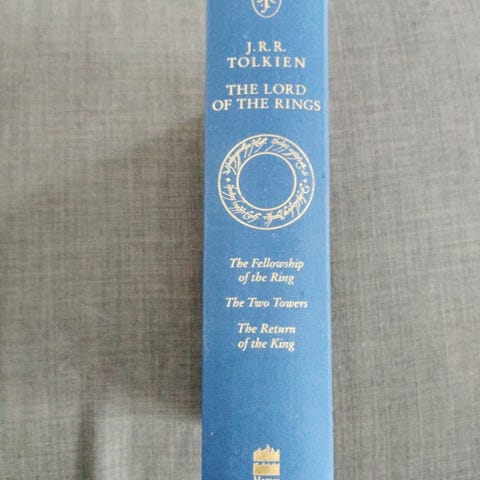 J.R.R.
TOLKIEN
THE LORD
OF THE RINGS
The Fellowship
of the Ring
The Two Towers
The Return
of the King